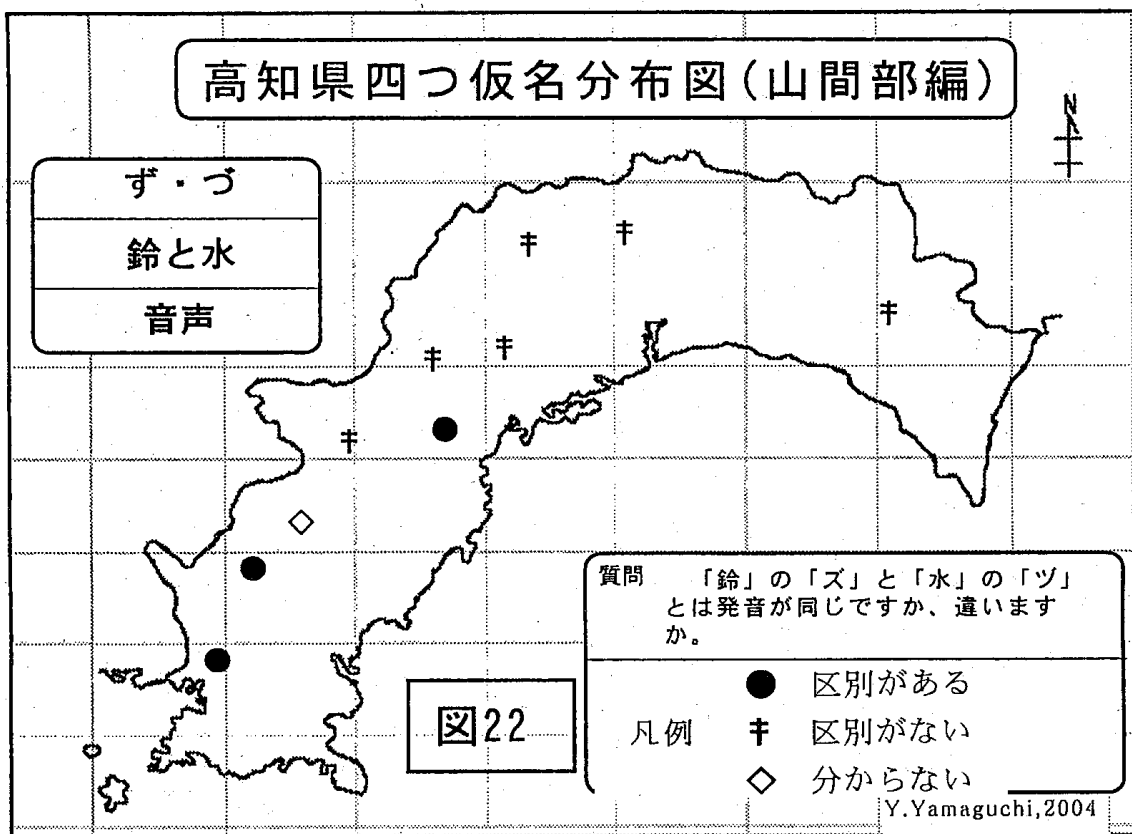 高知県四つ仮名分布図(山間部編)
N
ず・づ
鈴と水
音声
質問 「鈴」の「ズ」と「水」の「ヅ」
とは発音が同じですか、違います
か。
凡例
● 区別がある
区別がない
◇ 分からない
図22
Y.Yamaguchi,2004